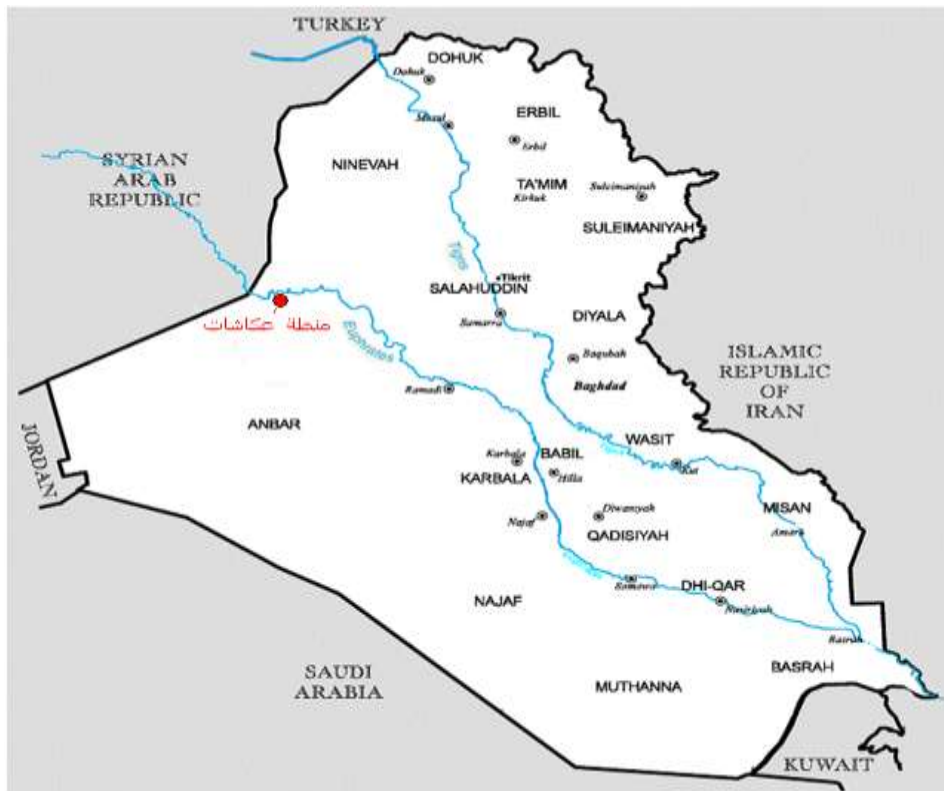 TURKEY
DOHUK
Dohuk
Mosul
ERBIL
Erbil
NINEVAH
SYRIAN
ARAB
REPUBLIC
TA'MIM
Kirkuk
Suleimaniyah
SULEIMANIYAH
Tigris
Tikrit
SALAHUDDIN
Samarra
DIYALA
منطة عكاشات
Euphrates
Baqubah
Baghdad
ISLAMIC
REPUBLIC
OF
IRAN
Ramadi
ANBAR
JORDAN
WASIT
Kut
Karbala
BABIL
KARBALA
Hilla
MISAN
Najaf
Diwaniyah
QADISIYAH
Amara
NAJAF
Samawa
DHI-QAR
Nasiriyah
Basrah
BASRAH
SAUDI
ARABIA
MUTHANNA
KUWAIT